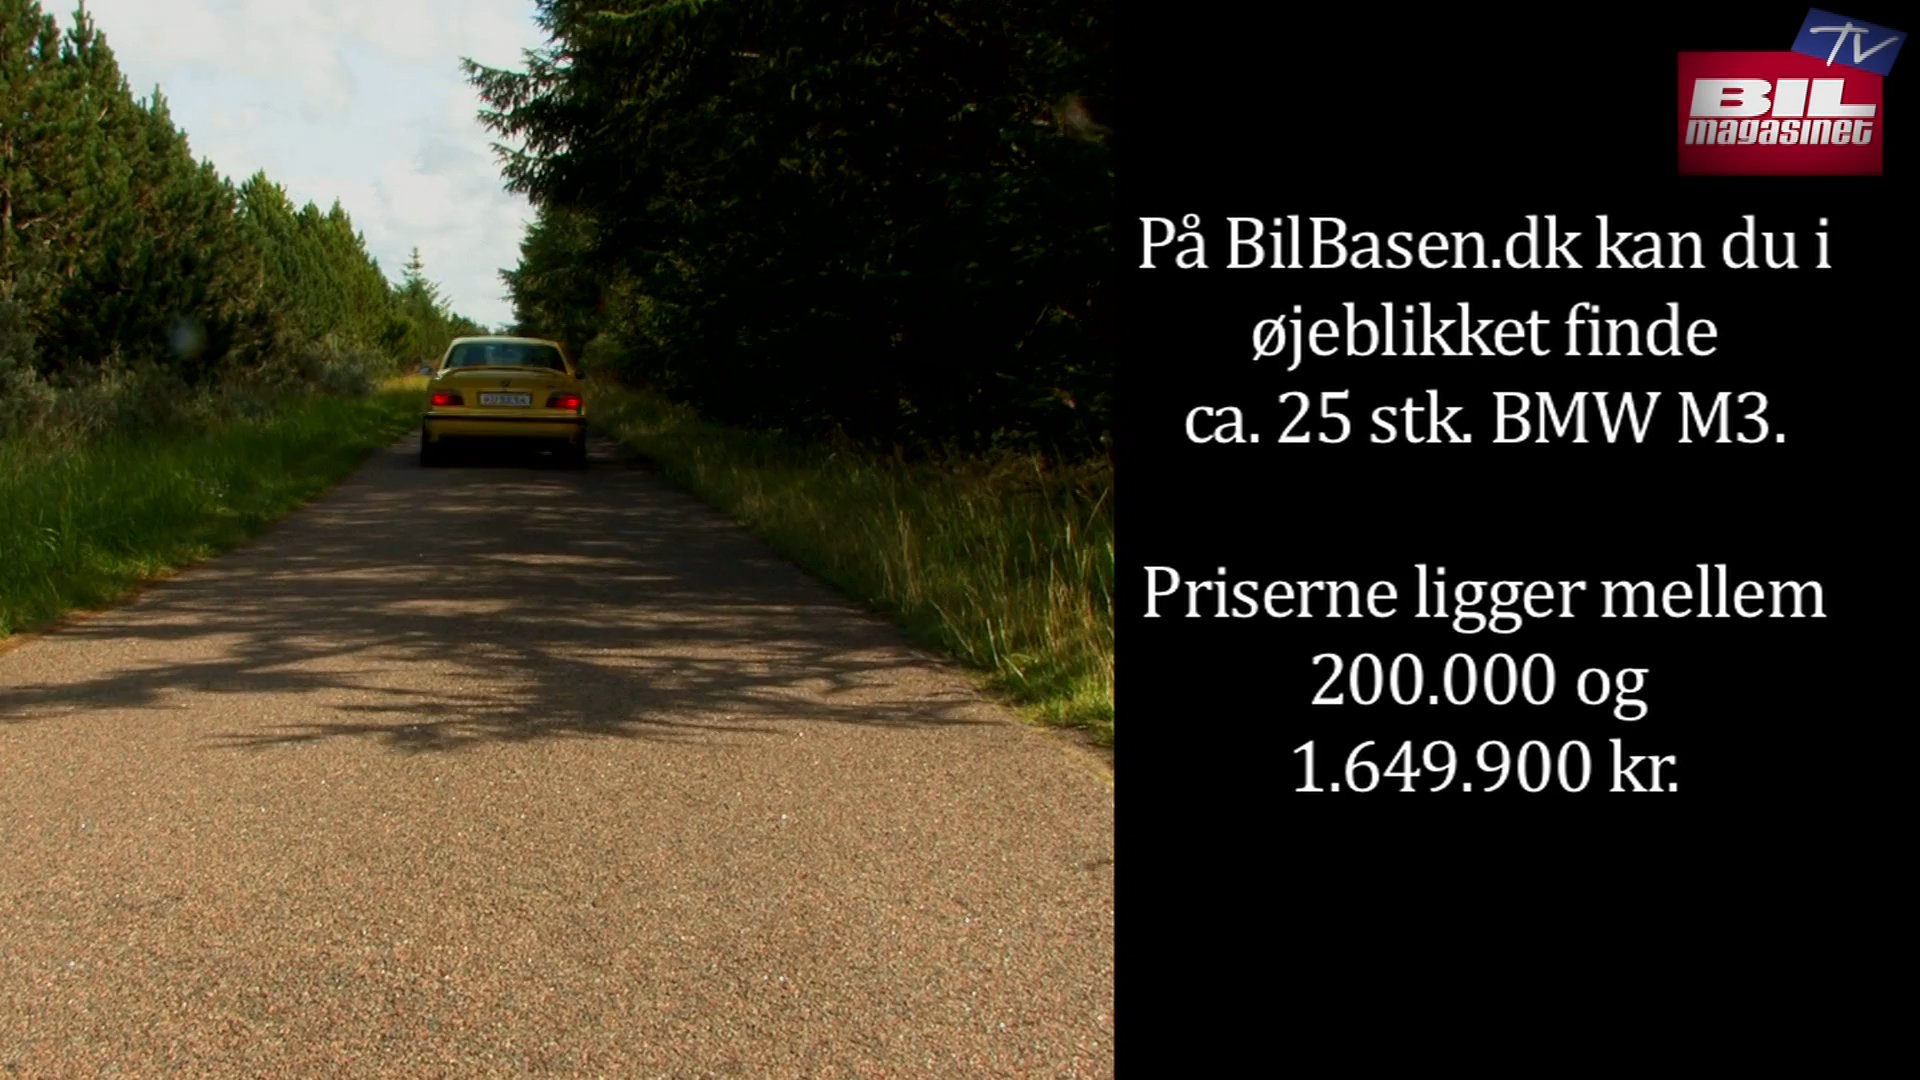 TV
BIL
magasinet
På BilBasen.dk kan du i
øjeblikket finde
ca. 25 stk. BMW M3.
Priserne ligger mellem
200.000 og
1.649.900 kr.